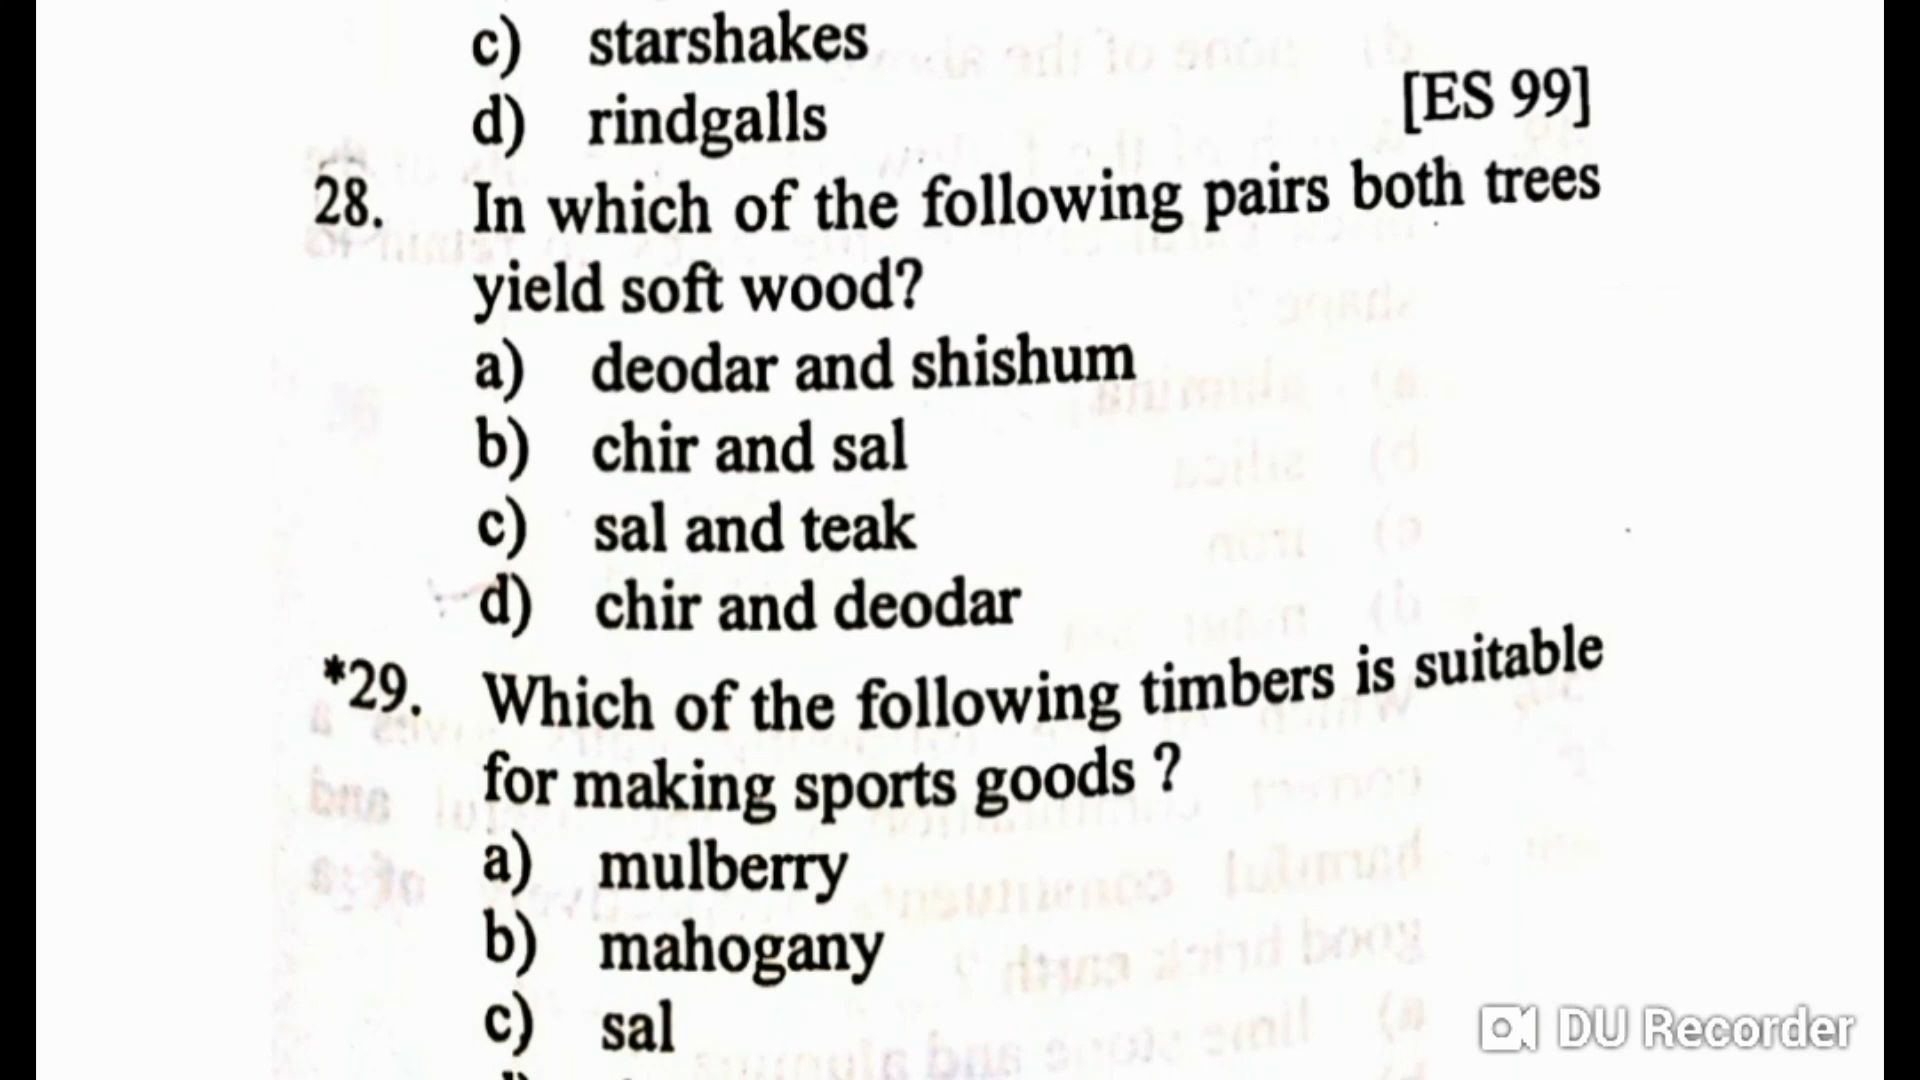 c) starshakes
d) rindgalls [ES 99]
28. In which of the following pairs both trees
yield soft wood?
a) deodar and shishum
b) chir and sal
c) sal and teak
d) chir and deodar
*29. Which of the following timbers is suitable
for making sports goods ?
a) mulberry
b) mahogany
c) sal
DU Recorder